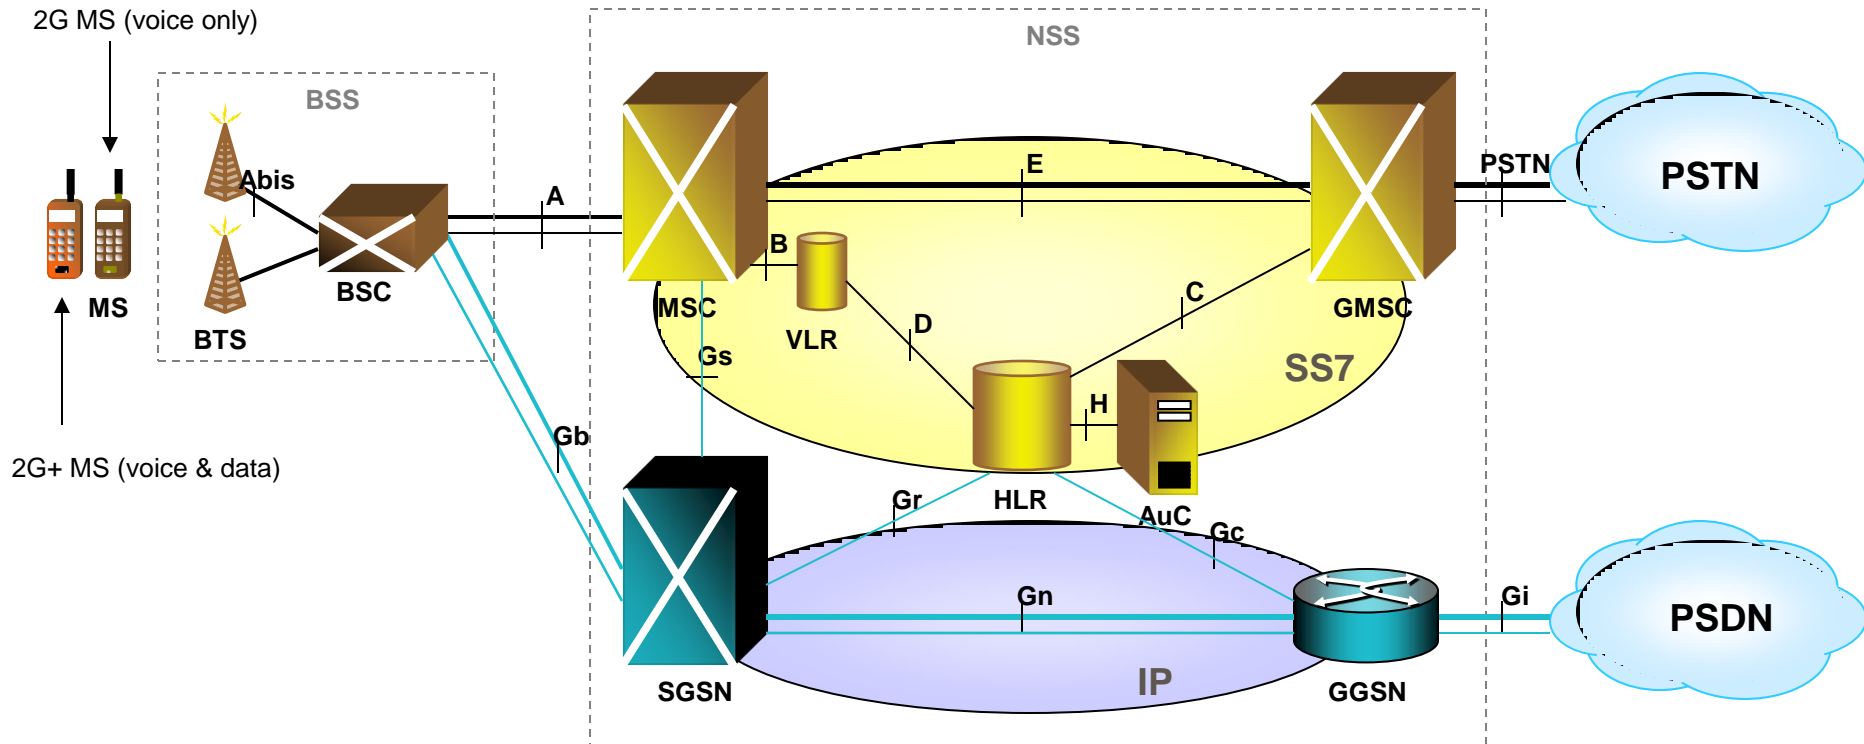 2G MS (voice only)
NSS
BSS
Abis
A
E
PSTN
PSTN
B
C
D
MS
BSC
BTS
MSC
VLR
GMSC
Gs
SS7
H
Gb
2G+ MS (voice & data)
Gr
HLR
AuC
Gc
Gn
Gi
PSDN
SGSN
IP
GGSN